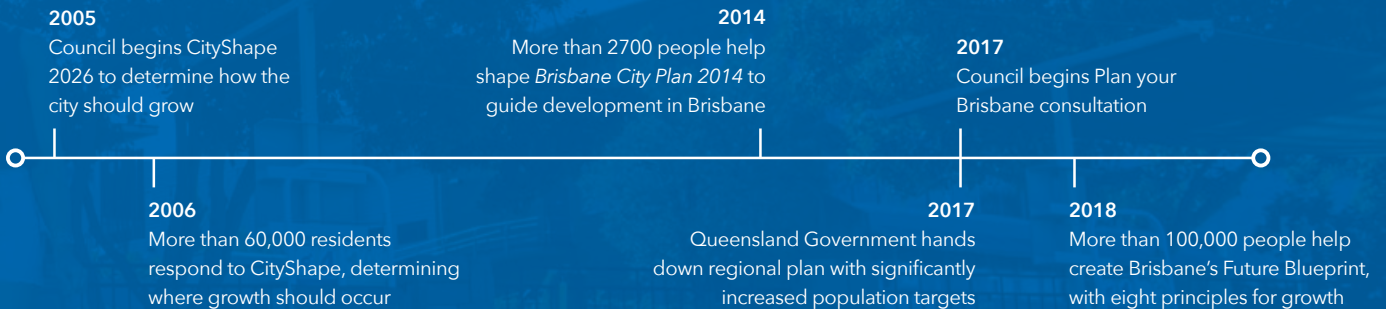 2005
Council begins CityShape
2026 to determine how the
city should grow
2006
More than 60,000 residents
respond to CityShape, determining
where growth should occur
2014
More than 2700 people help
shape Brisbane City Plan 2014 to
guide development in Brisbane
2017
Council begins Plan your
Brisbane consultation
2017
Queensland Government hands
down regional plan with significantly
increased population targets
2018
More than 100,000 people help
create Brisbane’s Future Blueprint,
with eight principles for growth